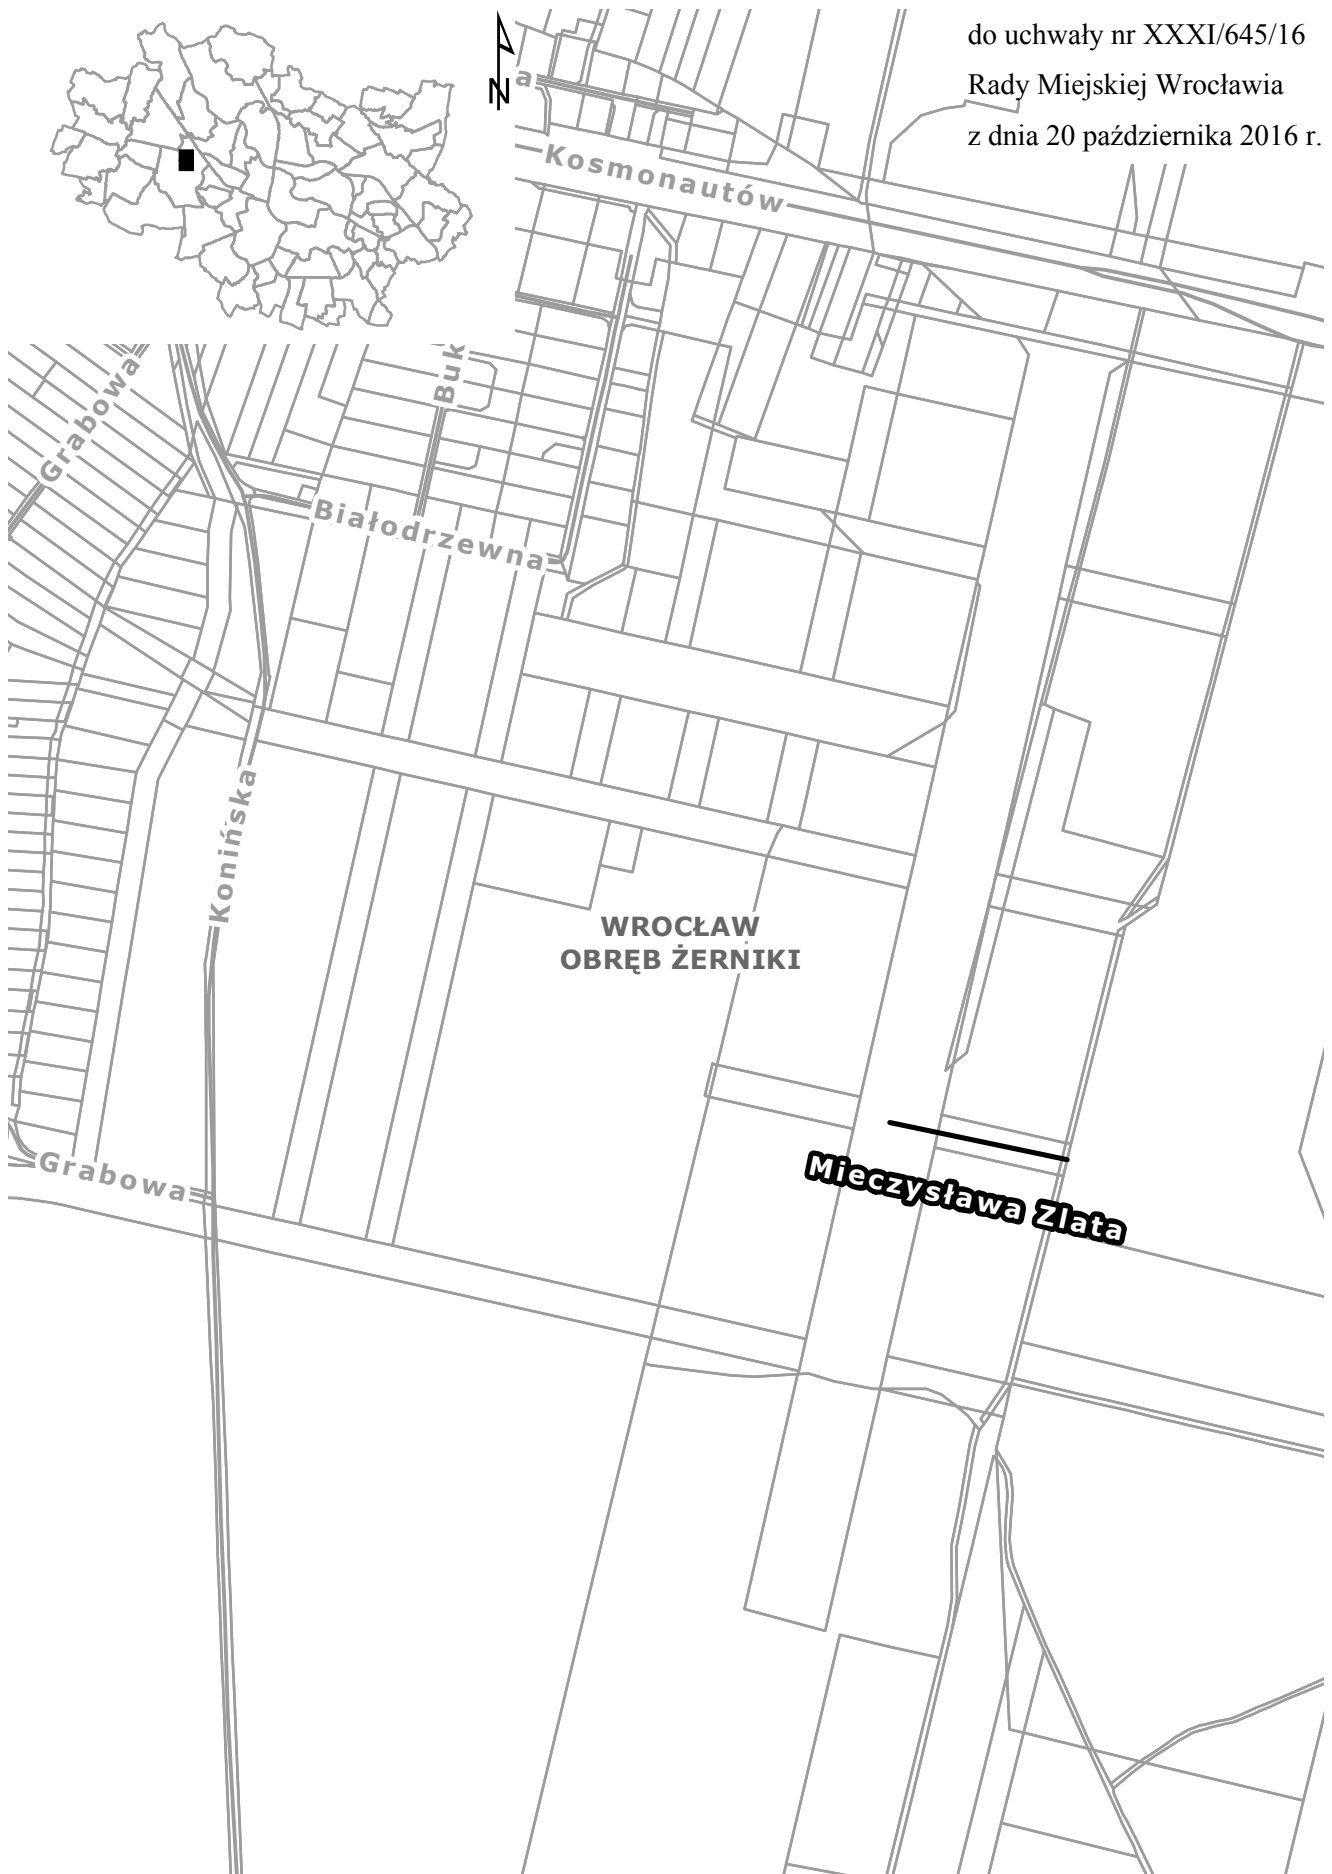 do uchwały nr XXXI/645/16
Rady Miejskiej Wrocławia
z dnia 20 października 2016 r.
N
a
Kosmonautów
Buk
Grabowa
Białodrzewna
Konińska
WROCŁAW
OBRĘB ŻERNIKI
Grabowa
Mieczysława Zlata